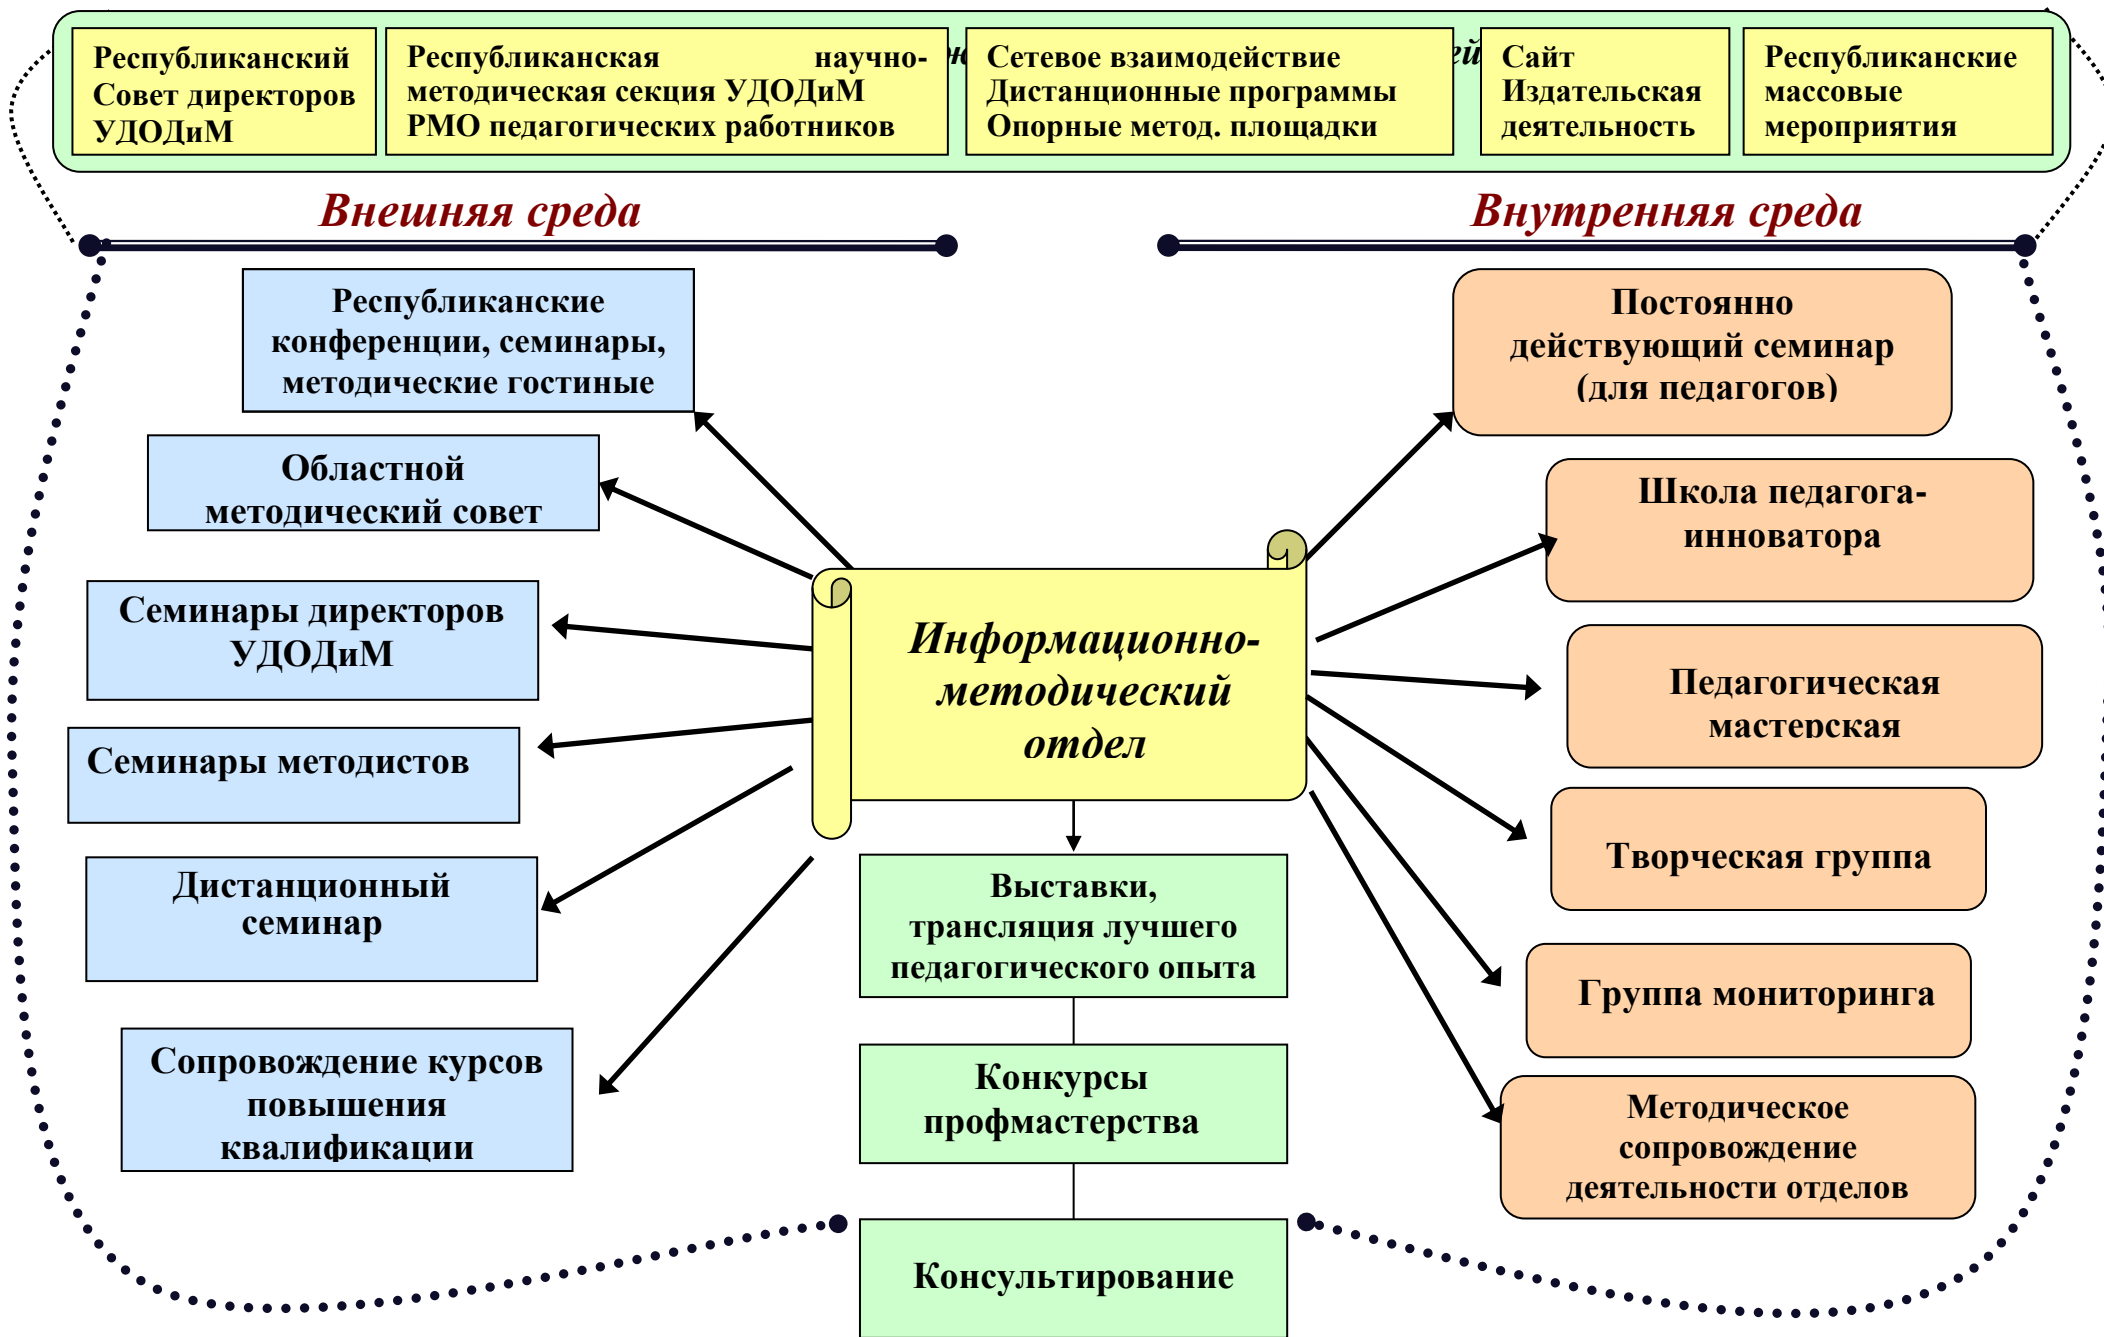 Республиканский
Совет директоров
УДОДиМ
Республиканская научно-
методическая секция УДОДиМ
РМО педагогических работников
Сетевое взаимодействие
Дистанционные программы
Опорные метод. площадки
Сайт
Издательская
деятельность
Республиканские
массовые
мероприятия
Внешняя среда
Внутренняя среда
Республиканские
конференции, семинары,
методические гостиные
Областной
методический совет
Семинары директоров
УДОДиМ
Семинары методистов
Дистанционный
семинар
Сопровождение курсов
повышения
квалификации
Информационно-
методический
отдел
Выставки,
трансляция лучшего
педагогического опыта
Конкурсы
профмастерства
Консультирование
Постоянно
действующий семинар
(для педагогов)
Школа педагога-
инноватора
Педагогическая
мастерская
Творческая группа
Группа мониторинга
Методическое
сопровождение
деятельности отделов